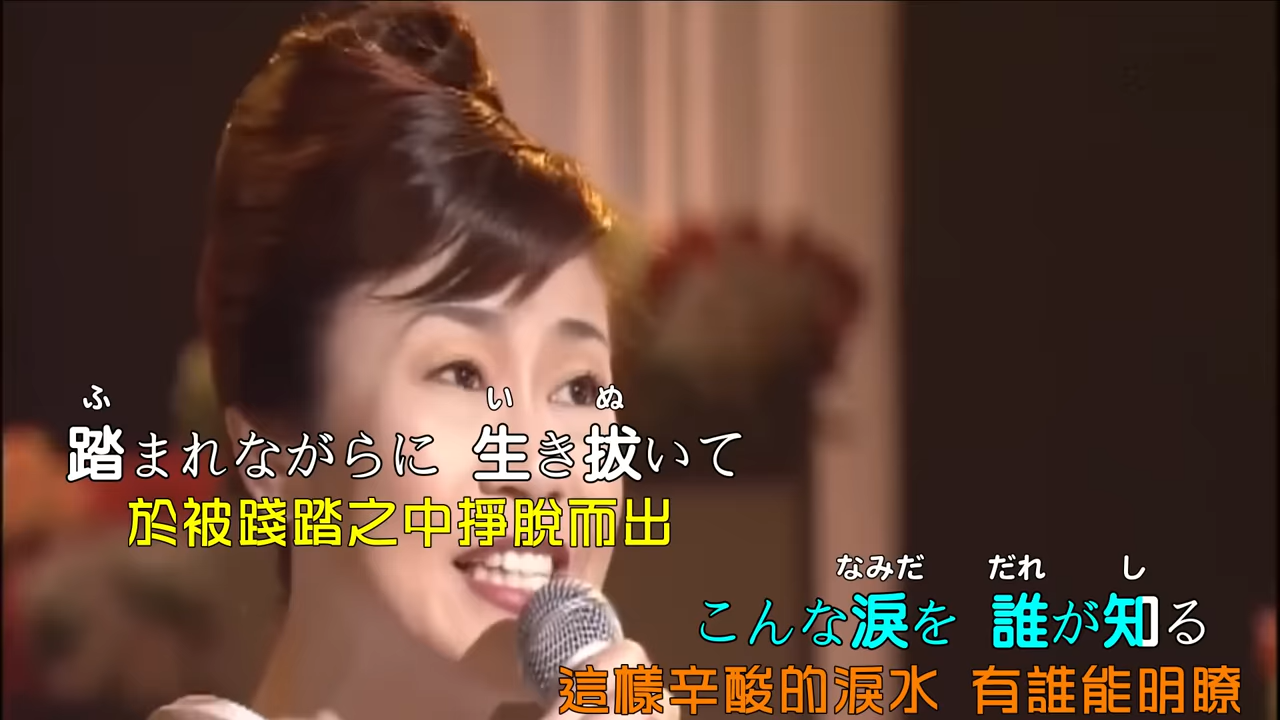 ふ い ぬ
踏まれながらに 生き拔いて
於被踐踏之中掙脫而出
なみだ だれ し
こんな涙を 誰が知る
這樣辛酸的淚水 有誰能明瞭